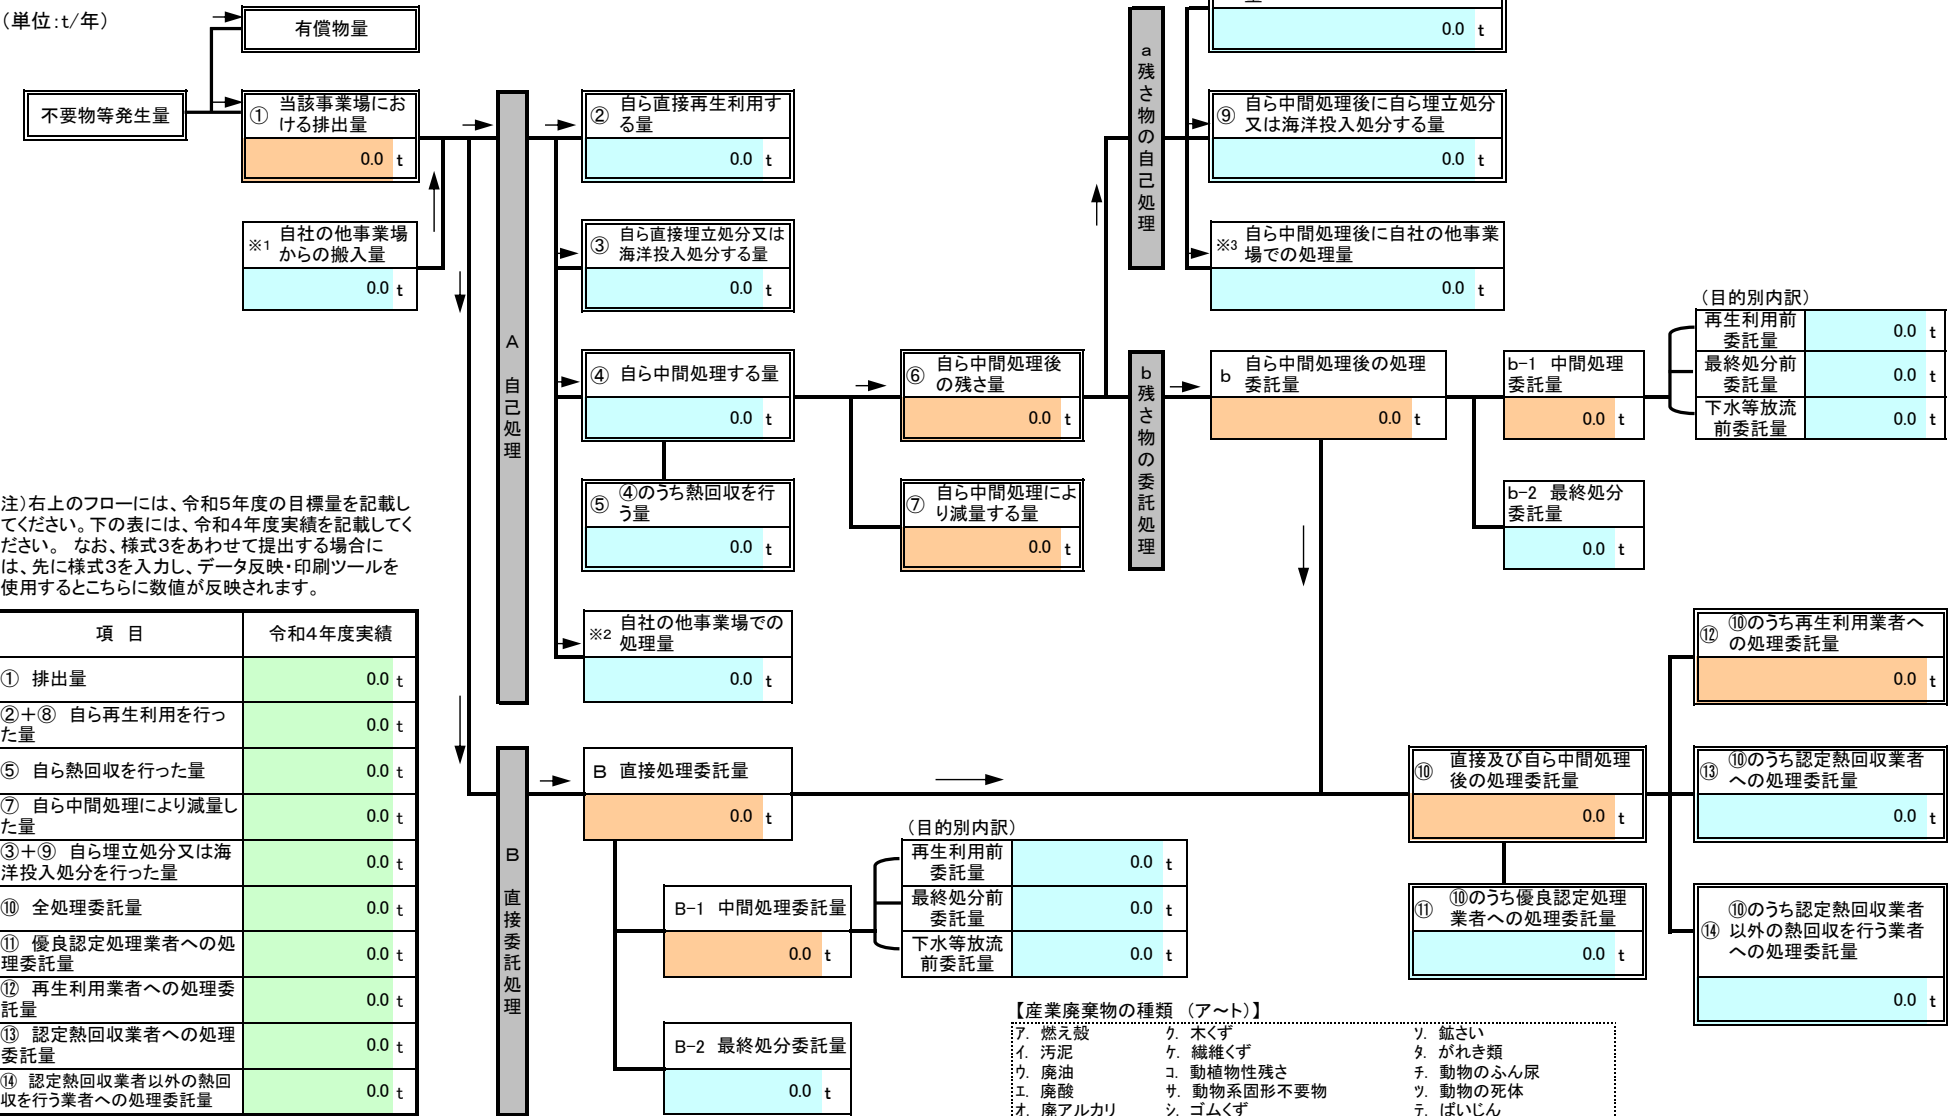 (単位:t/年)
有償物量
不要物等発生量
① 当該事業場にお
ける排出量
0.0 t
※1 自社の他事業場
からの搬入量
0.0 t
A 自己処理
② 自ら直接再生利用す
る量
0.0 t
③ 自ら直接埋立処分又は
海洋投入処分する量
0.0 t
④ 自ら中間処理する量
0.0 t
⑤ ④のうち熱回収を行
う量
0.0 t
※2 自社の他事業場での
処理量
0.0 t
⑥ 自ら中間処理後
の残さ量
0.0 t
⑦ 自ら中間処理によ
り減量する量
0.0 t
a 残さ物の自己処理
0.0 t
⑨ 自ら中間処理後に自ら埋立処分
又は海洋投入処分する量
0.0 t
※3 自ら中間処理後に自社の他事業
場での処理量
0.0 t
b 残さ物の委託処理
b 自ら中間処理後の処理
委託量
0.0 t
b-1 中間処理
委託量
0.0 t
b-2 最終処分
委託量
0.0 t
(目的別内訳)
再生利用前
委託量
0.0 t
最終処分前
委託量
0.0 t
下水等放流
前委託量
0.0 t
注)右上のフローには、令和5年度の目標量を記載し
てください。下の表には、令和4年度実績を記載してく
ださい。 なお、様式3をあわせて提出する場合に
は、先に様式3を入力し、データ反映・印刷ツールを
使用するとこちらに数値が反映されます。
項 目 令和4年度実績
① 排出量 0.0 t
②+⑧ 自ら再生利用を行っ
た量 0.0 t
⑤ 自ら熱回収を行った量 0.0 t
⑦ 自ら中間処理により減量し
た量 0.0 t
③+⑨ 自ら埋立処分又は海
洋投入処分を行った量 0.0 t
⑩ 全処理委託量 0.0 t
⑪ 優良認定処理業者への処
理委託量 0.0 t
⑫ 再生利用業者への処理委
託量 0.0 t
⑬ 認定熱回収業者への処理
委託量 0.0 t
⑭ 認定熱回収業者以外の熱回
収を行う業者への処理委託量 0.0 t
B 直接委託処理
B 直接処理委託量
0.0 t
B-1 中間処理委託量
0.0 t
B-2 最終処分委託量
0.0 t
(目的別内訳)
再生利用前
委託量
0.0 t
最終処分前
委託量
0.0 t
下水等放流
前委託量
0.0 t
⑩ 直接及び自ら中間処理
後の処理委託量
0.0 t
⑪ ⑩のうち優良認定処理
業者への処理委託量
0.0 t
⑫ ⑩のうち再生利用業者へ
の処理委託量
0.0 t
⑬ ⑩のうち認定熱回収業者
への処理委託量
0.0 t
⑭ ⑩のうち認定熱回収業者
以外の熱回収を行う業者
への処理委託量
0.0 t
【産業廃棄物の種類 (ア〜ト)】
ア. 燃え殻 ク. 木くず ソ. 鉱さい
イ. 汚泥 ケ. 繊維くず タ. がれき類
ウ. 廃油 コ. 動植物性残さ チ. 動物のふん尿
エ. 廃酸 サ. 動物系固形不要物 ツ. 動物の死体
オ. 廃アルカリ シ. ゴムくず テ. ばいじん